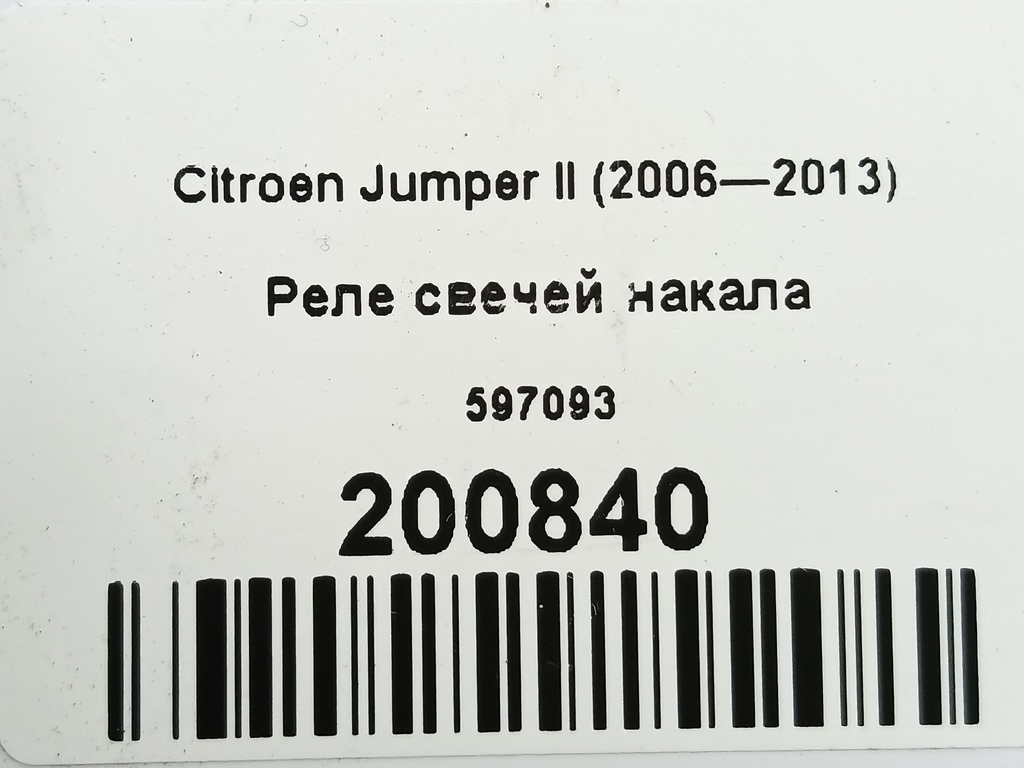 Citroen Jumper II (2006—2013)
Реле свечей накала
597093
200840